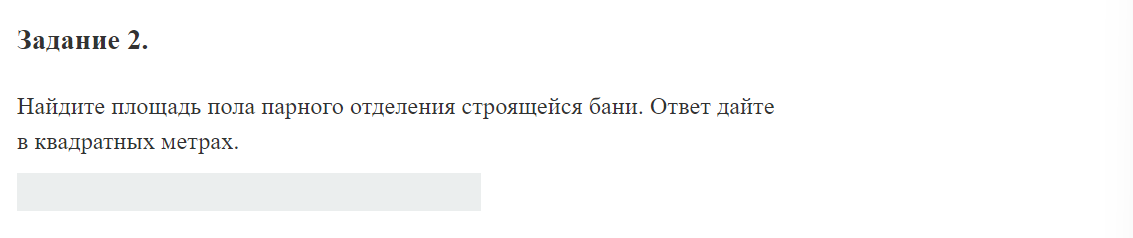 Задание 2.
Найдите площадь пола парного отделения строящейся бани. Ответ дайте
в квадратных метрах.